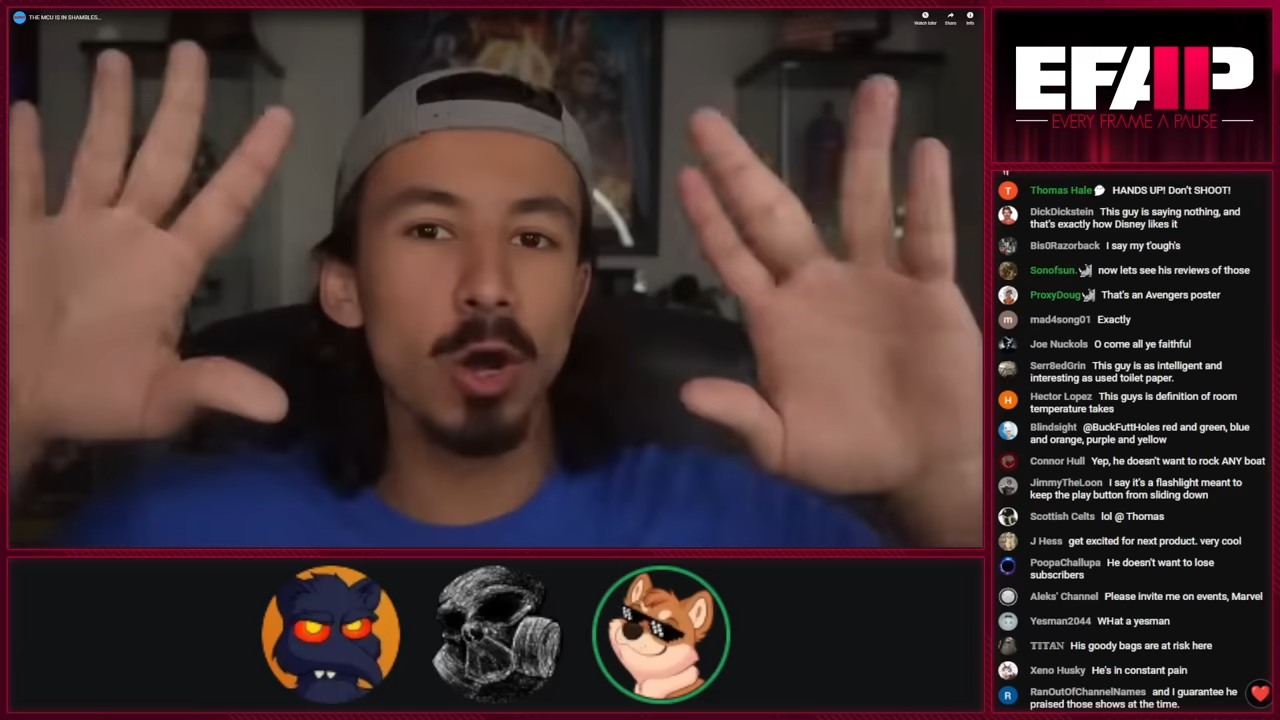 THE MCU IS IN SHAMBLES...
Watch later
Share
Info
EFAP
EVERY FRAME A PAUSE
T
Thomas Hale HANDS UP! Don't SHOOT!
DickDickstein This guy is saying nothing, and
that's exactly how Disney likes it
Bis0Razorback I say my t'ough's
Sonofsun. now lets see his reviews of those
ProxyDoug That's an Avengers poster
m
mad4song01 Exactly
Joe Nuckols O come all ye faithful
Serr8edGrin This guy is as intelligent and
interesting as used toilet paper.
H
Hector Lopez This guys is definition of room
temperature takes
Blindsight @BuckFuttHoles red and green, blue
and orange, purple and yellow
Connor Hull Yep, he doesn't want to rock ANY boat
JimmyTheLoon I say it's a flashlight meant to
keep the play button from sliding down
Scottish Celts lol @ Thomas
J Hess get excited for next product. very cool
PoopaChallupa He doesn't want to lose
subscribers
Aleks' Channel Please invite me on events, Marvel
Yesman2044 WHat a yesman
TITAN His goody bags are at risk here
Xeno Husky He's in constant pain
R
RanOutOfChannelNames and I guarantee he
praised those shows at the time.